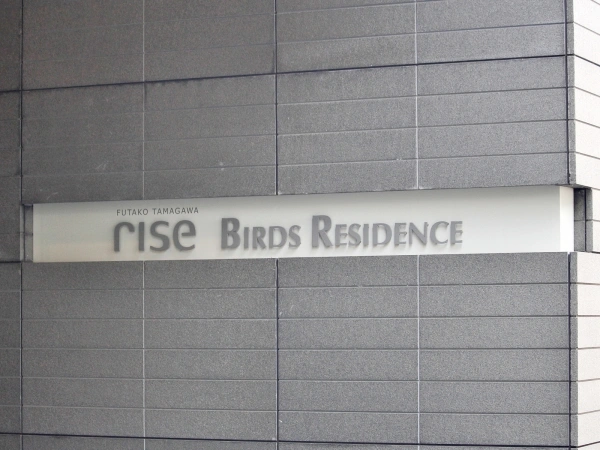 FUTAKO TAMAGAWA
rise BIRDS RESIDENCE